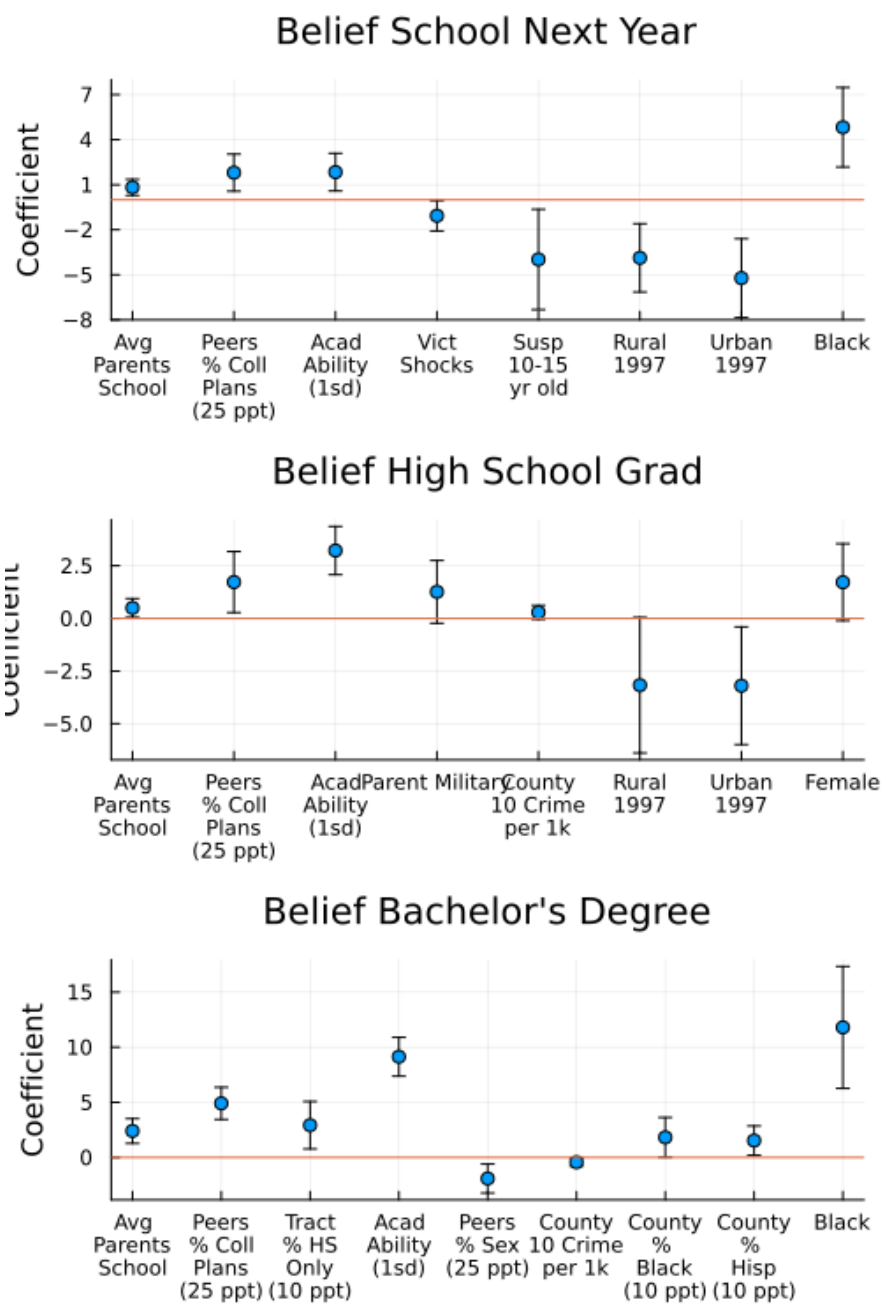 Belief School Next Year
Coefficient
7
4
1
−2
−5
−8
Avg Parents School
Peers % Coll Plans (25 ppt)
Acad Ability (1sd)
Vict Shocks
Susp 10-15 yr old
Rural 1997
Urban 1997
Black
Belief High School Grad
Coefficient
2.5
0.0
−2.5
−5.0
Avg Parents School
Peers % Coll Plans (25 ppt)
Acad Ability (1sd)
Parent Military
County 10 Crime per 1k
Rural 1997
Urban 1997
Female
Belief Bachelor's Degree
Coefficient
15
10
5
0
Avg Parents School
Peers % Coll Plans (25 ppt)
Tract % HS Only (10 ppt)
Acad Ability (1sd)
Peers % Sex (25 ppt)
County 10 Crime per 1k
County % Black (10 ppt)
County % Hisp (10 ppt)
Black